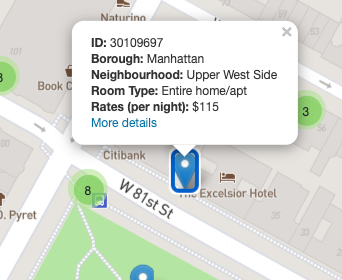 Naturino
ID: 30109697
Borough: Manhattan
Neighbourhood: Upper West Side
Room Type: Entire home/apt
Rates (per night): $115
More details
×
Book C
3
56
Citibank
The Excelsior Hotel
8
W 81st St
D. Pyret